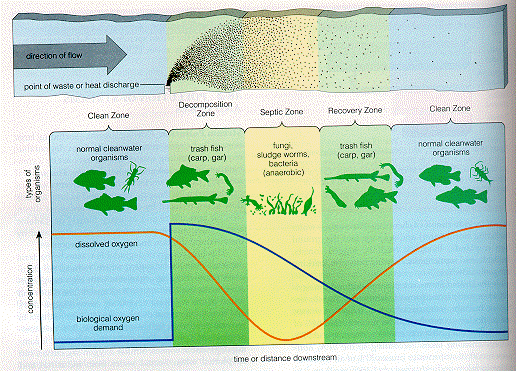 direction of flow
point of waste or heat discharge
Clean Zone
Decomposition
Zone
Septic Zone
Recovery Zone
Clean Zone
types of
organisms
normal cleanwater
organisms
trash fish
(carp, gar)
fungi,
sludge worms,
bacteria
(anaerobic)
trash fish
(carp, gar)
normal cleanwater
organisms
concentration
dissolved oxygen
biological oxygen
demand
time or distance downstream